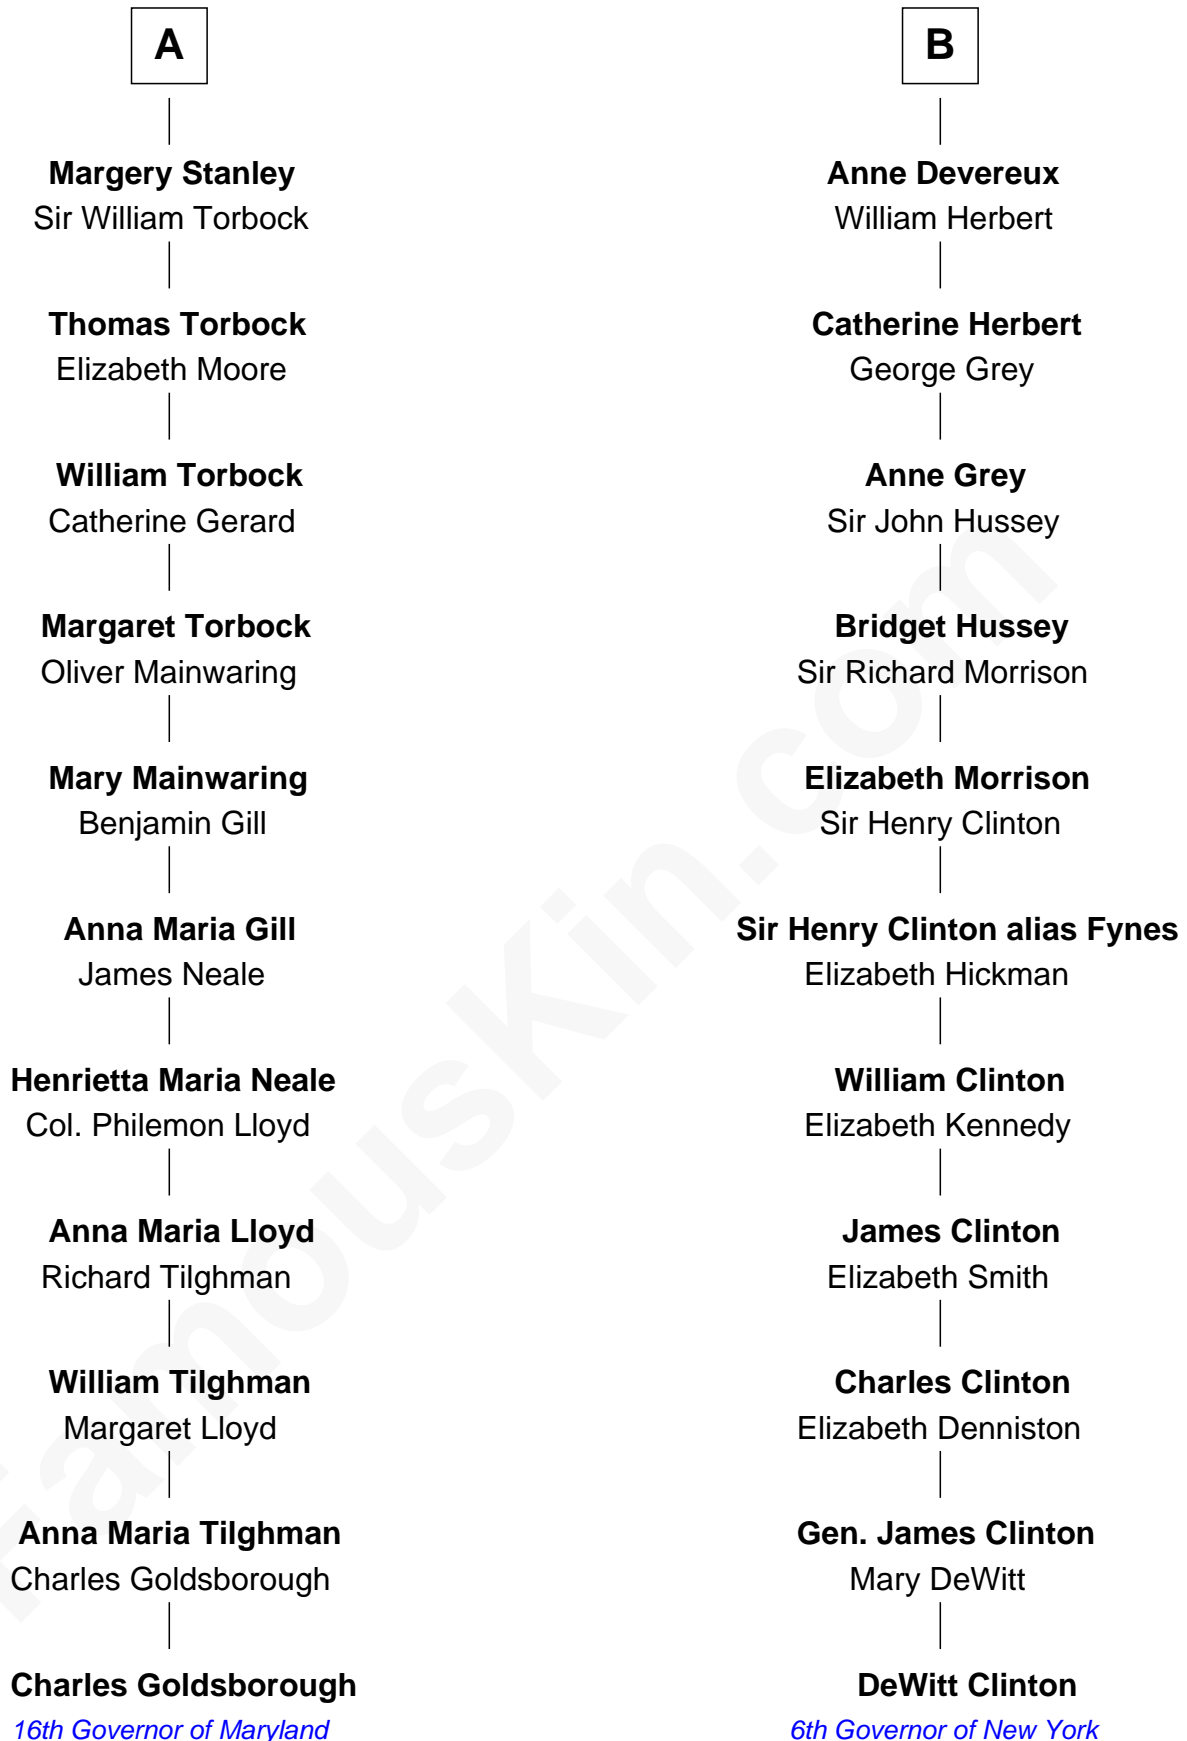 A
Margery Stanley
Sir William Torbock
Thomas Torbock
Elizabeth Moore
William Torbock
Catherine Gerard
Margaret Torbock
Oliver Mainwaring
Mary Mainwaring
Benjamin Gill
Anna Maria Gill
James Neale
Henrietta Maria Neale
Col. Philemon Lloyd
Anna Maria Lloyd
Richard Tilghman
William Tilghman
Margaret Lloyd
Anna Maria Tilghman
Charles Goldsborough
Charles Goldsborough
16th Governor of Maryland
B
Anne Devereux
William Herbert
Catherine Herbert
George Grey
Anne Grey
Sir John Hussey
Bridget Hussey
Sir Richard Morrison
Elizabeth Morrison
Sir Henry Clinton
Sir Henry Clinton alias Fynes
Elizabeth Hickman
William Clinton
Elizabeth Kennedy
James Clinton
Elizabeth Smith
Charles Clinton
Elizabeth Denniston
Gen. James Clinton
Mary DeWitt
DeWitt Clinton
6th Governor of New York
FamousKin.com